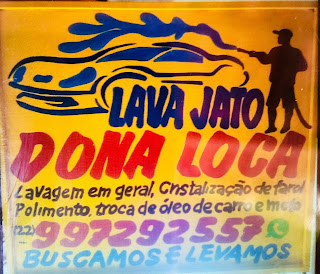 LAVA JATO
DONA LOCA
Lavagem em geral, Cristalização de farol
Polimento, troca de óleo de carro e moto
(22) 997292557
BUSCAMOS E LEVAMOS